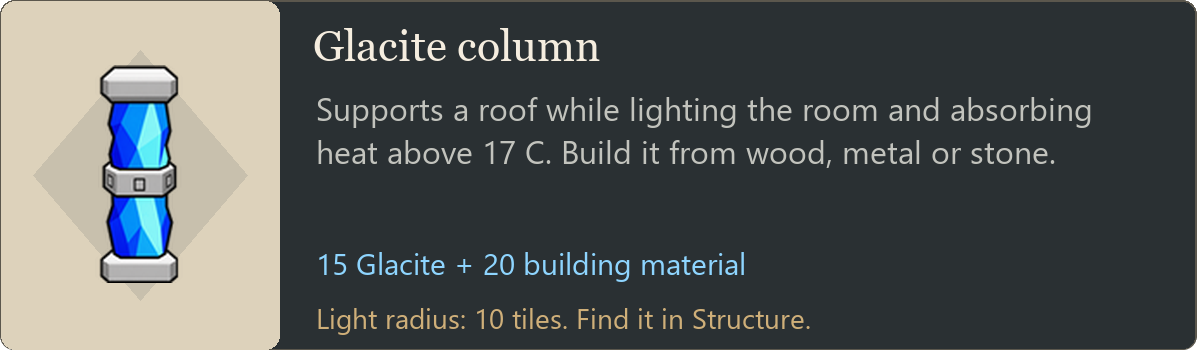 Glacite column
Supports a roof while lighting the room and absorbing
heat above 17 C. Build it from wood, metal or stone.
15 Glacite + 20 building material
Light radius: 10 tiles. Find it in Structure.